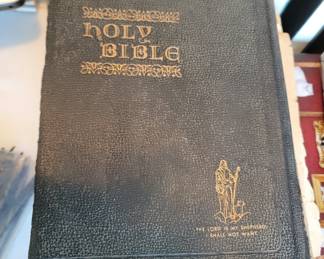 HOLY
BIBLE
THE LORD IS MY SHEPHERD
I SHALL NOT WANT